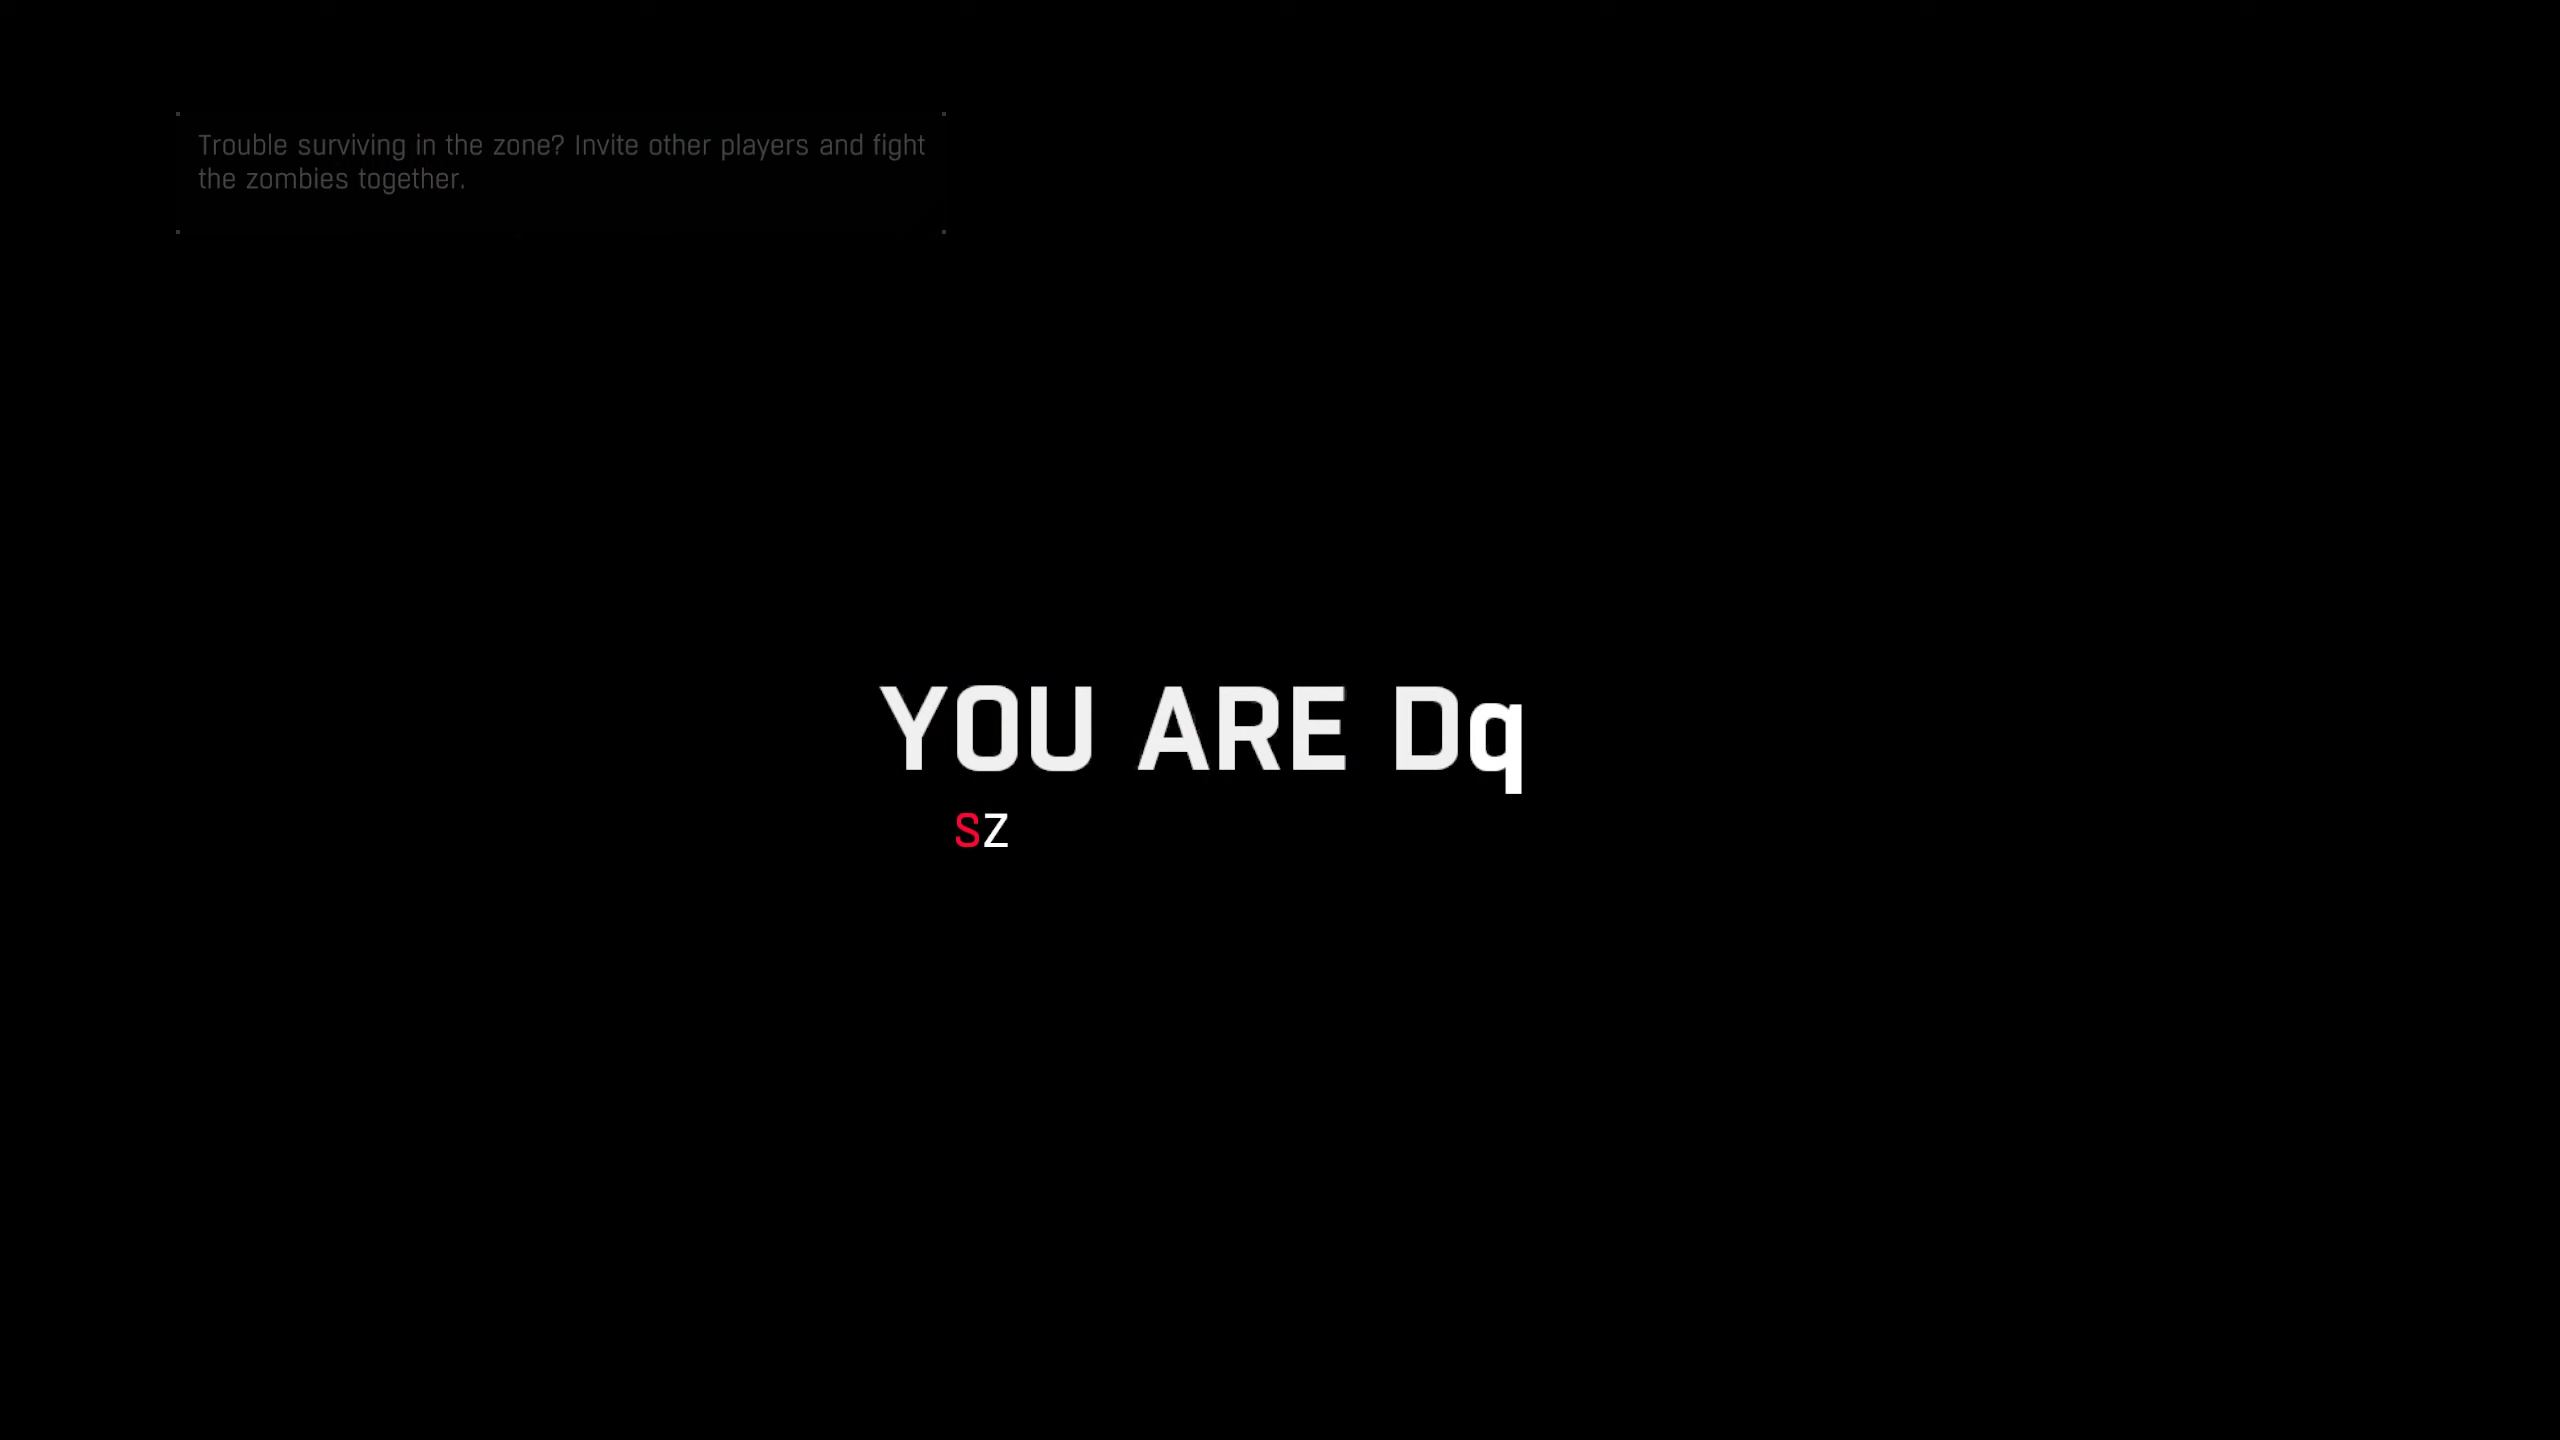 Trouble surviving in the zone? Invite other players and fight
the zombies together.
YOU ARE Dq
SZ